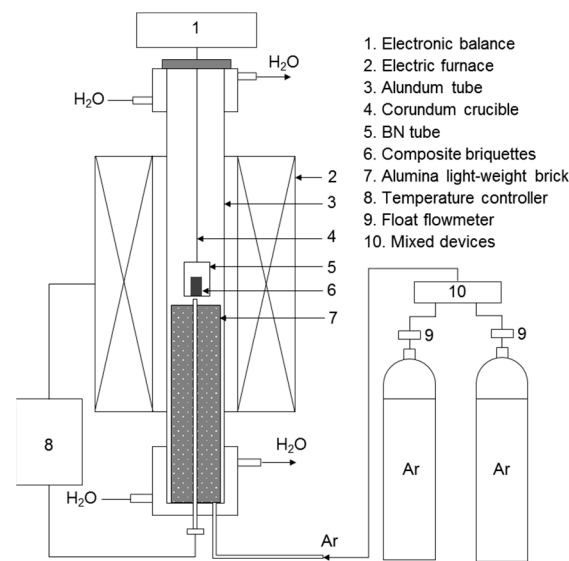 1
H₂O
H₂O
1. Electronic balance
2. Electric furnace
3. Alundum tube
4. Corundum crucible
5. BN tube
6. Composite briquettes
7. Alumina light-weight brick
8. Temperature controller
9. Float flowmeter
10. Mixed devices
2
3
4
5
6
7
10
9
9
8
Ar
Ar
H₂O
H₂O
Ar